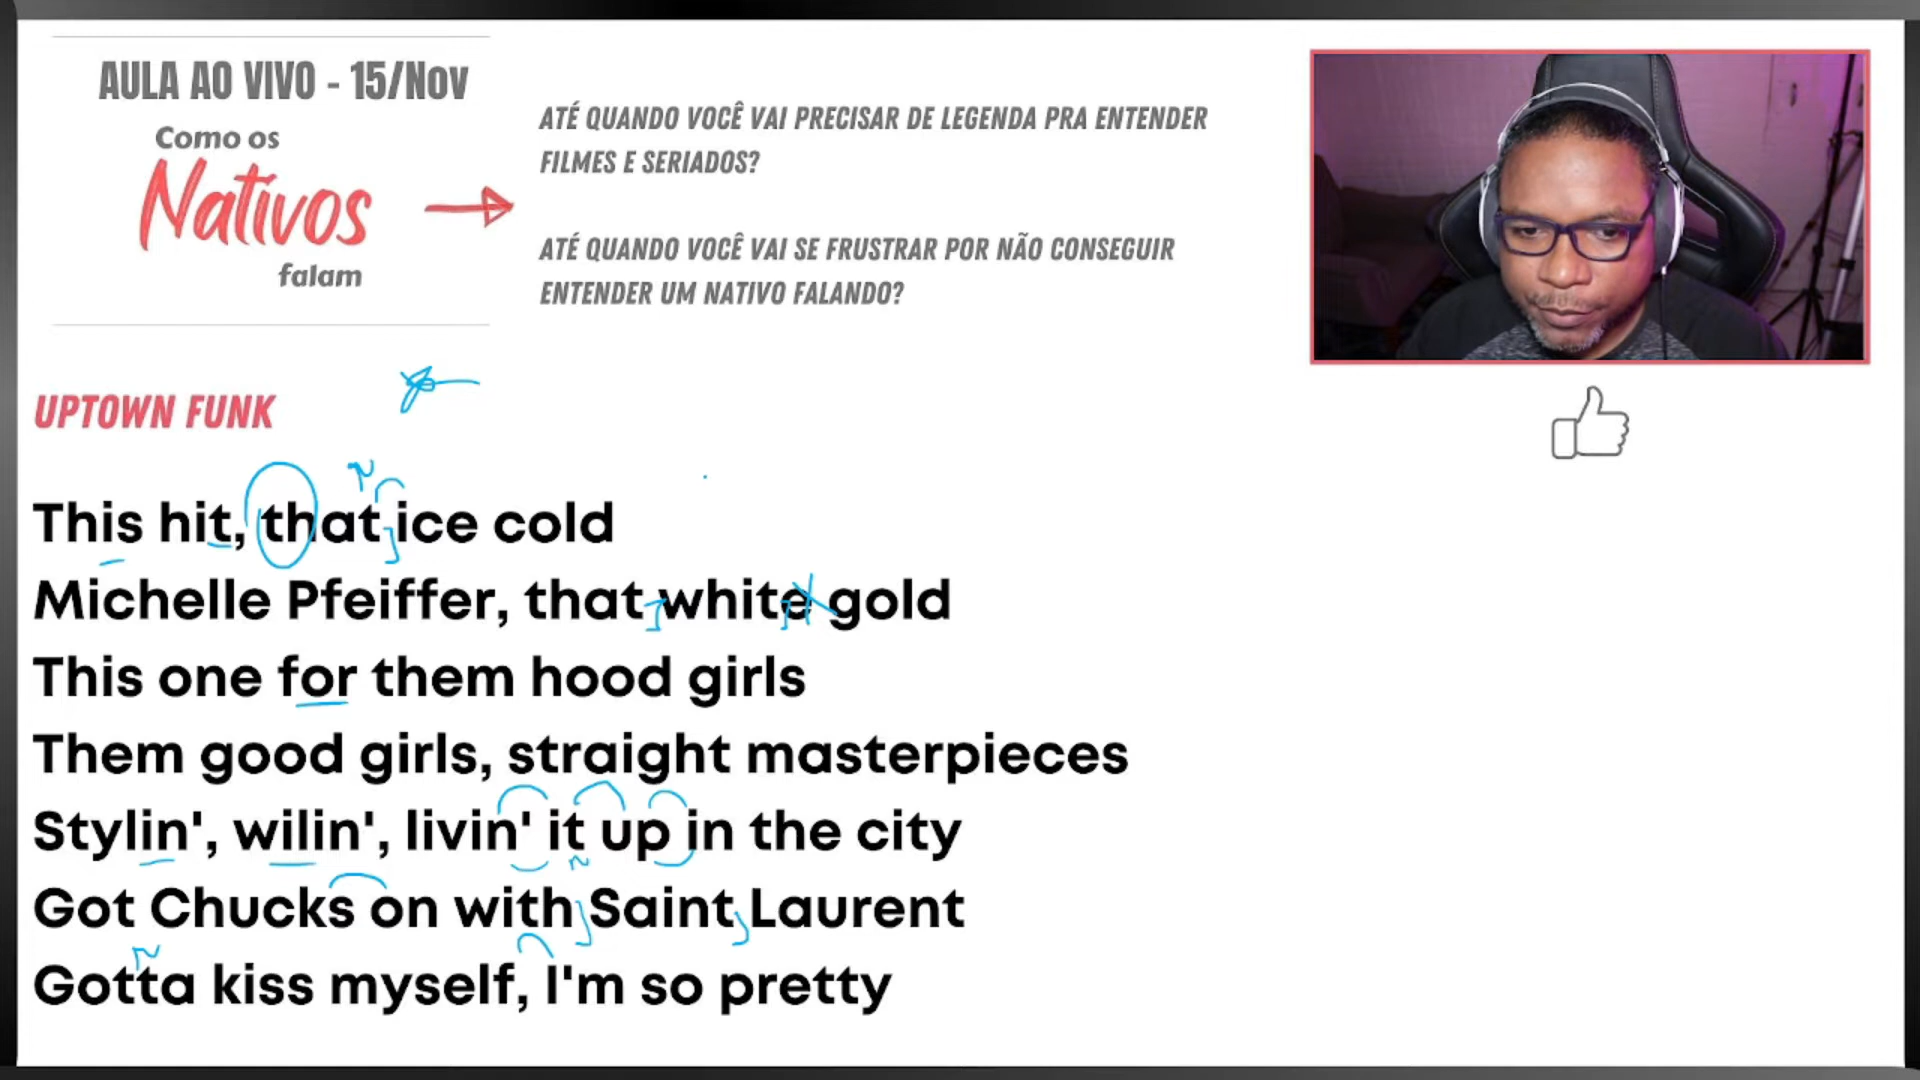 AULA AO VIVO - 15/Nov
Como os
Nativos
falam
ATÉ QUANDO VOCÊ VAI PRECISAR DE LEGENDA PRA ENTENDER
FILMES E SERIADOS?
ATÉ QUANDO VOCÊ VAI SE FRUSTRAR POR NÃO CONSEGUIR
ENTENDER UM NATIVO FALANDO?
UPTOWN FUNK
This hit, that ice cold
Michelle Pfeiffer, that white gold
This one for them hood girls
Them good girls, straight masterpieces
Stylin', wilin', livin' it up in the city
Got Chucks on with Saint Laurent
Gotta kiss myself, I'm so pretty